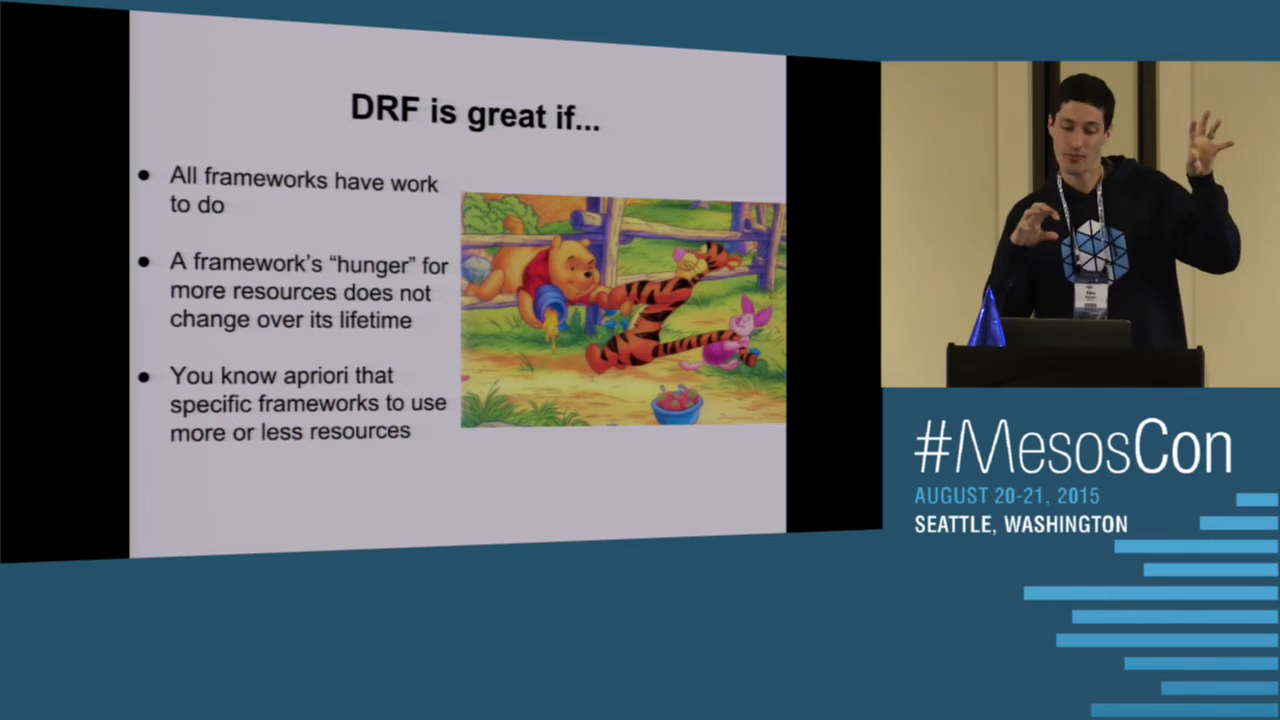 DRF is great if...
● All frameworks have work
to do
● A framework's “hunger” for
more resources does not
change over its lifetime
● You know apriori that
specific frameworks to use
more or less resources
#MesosCon
AUGUST 20-21, 2015
SEATTLE, WASHINGTON